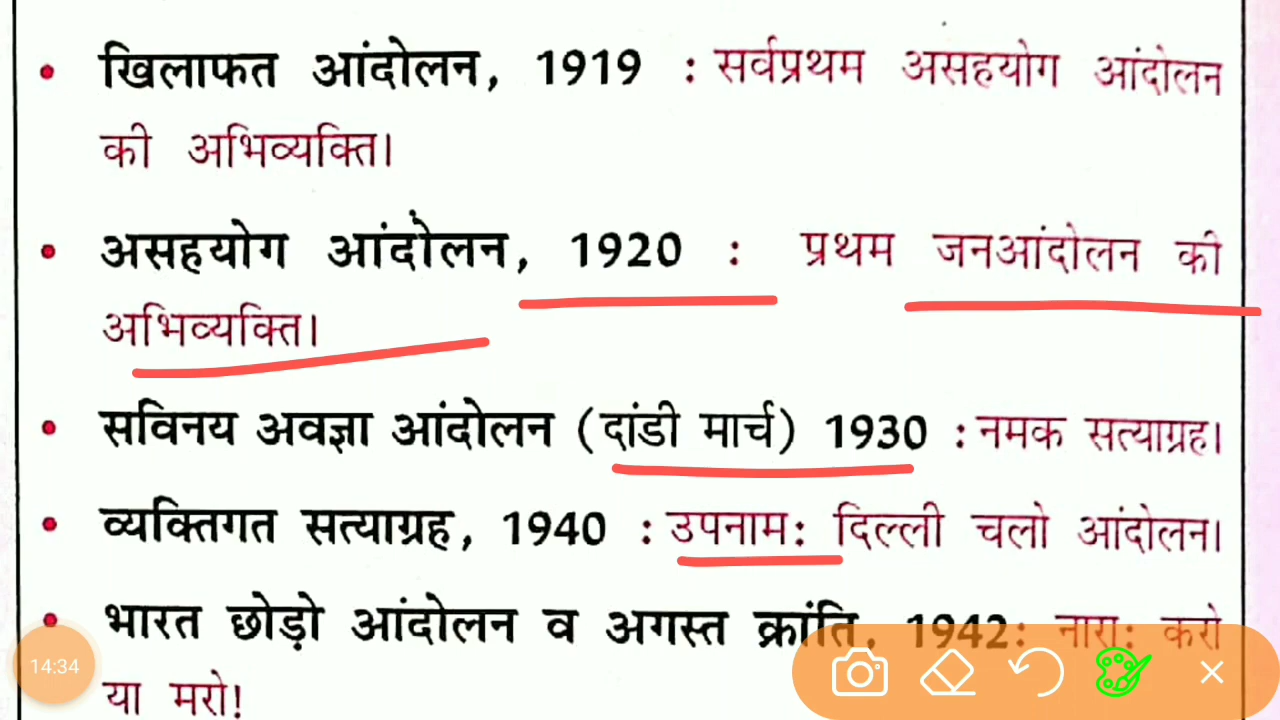 • खिलाफत आंदोलन, 1919 : सर्वप्रथम असहयोग आंदोलन
की अभिव्यक्ति।
• असहयोग आंदोलन, 1920 : प्रथम जनआंदोलन की
अभिव्यक्ति।
• सविनय अवज्ञा आंदोलन (दांडी मार्च) 1930 : नमक सत्याग्रह।
• व्यक्तिगत सत्याग्रह, 1940 : उपनाम: दिल्ली चलो आंदोलन।
• भारत छोड़ो आंदोलन व अगस्त क्रांति, 1942: नारा: करो
या मरो!
14:34